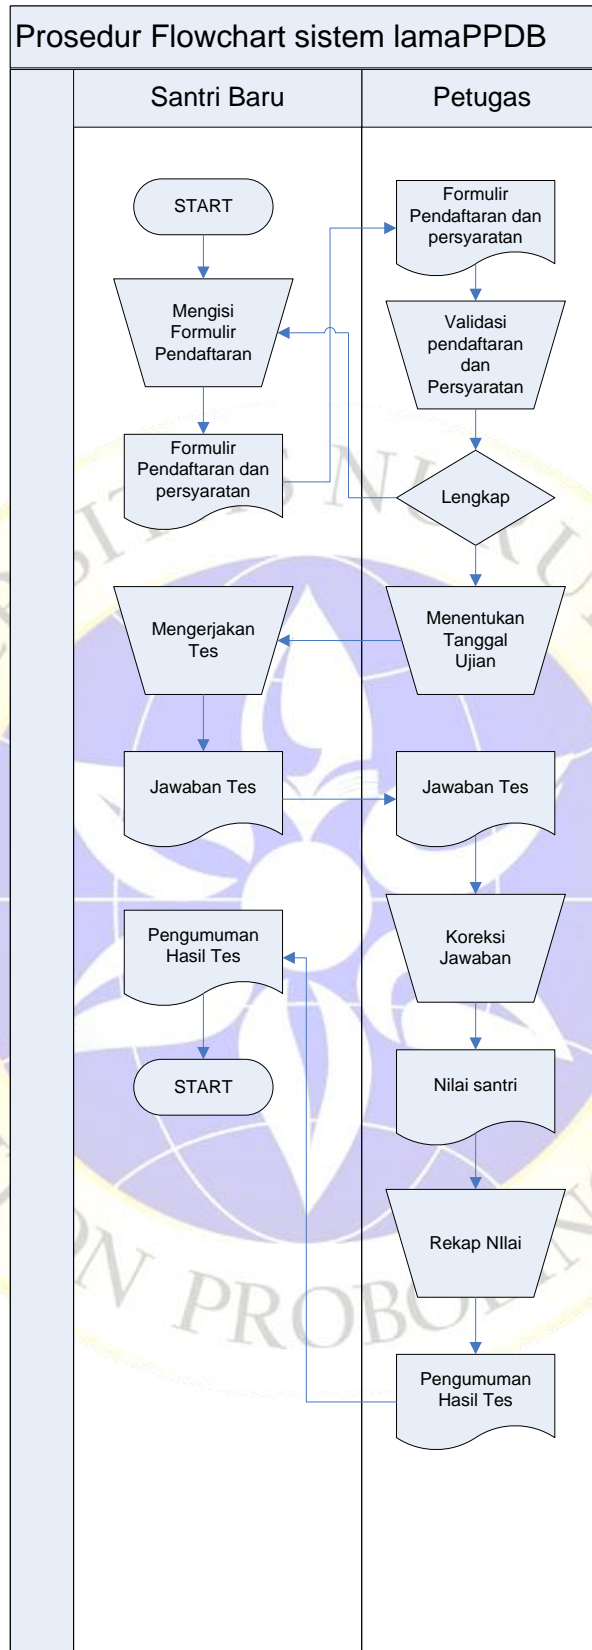 Prosedur Flowchart sistem lamaPPDB
Santri Baru
Petugas
START
Formulir
Pendaftaran dan
persyaratan
Mengisi
Formulir
Pendaftaran
Validasi
pendaftaran
dan
Persyaratan
Formulir
Pendaftaran dan
persyaratan
Lengkap
Mengerjakan
Tes
Menentukan
Tanggal
Ujian
Jawaban Tes
Jawaban Tes
Pengumuman
Hasil Tes
Koreksi
Jawaban
START
Nilai santri
Rekap NIlai
Pengumuman
Hasil Tes